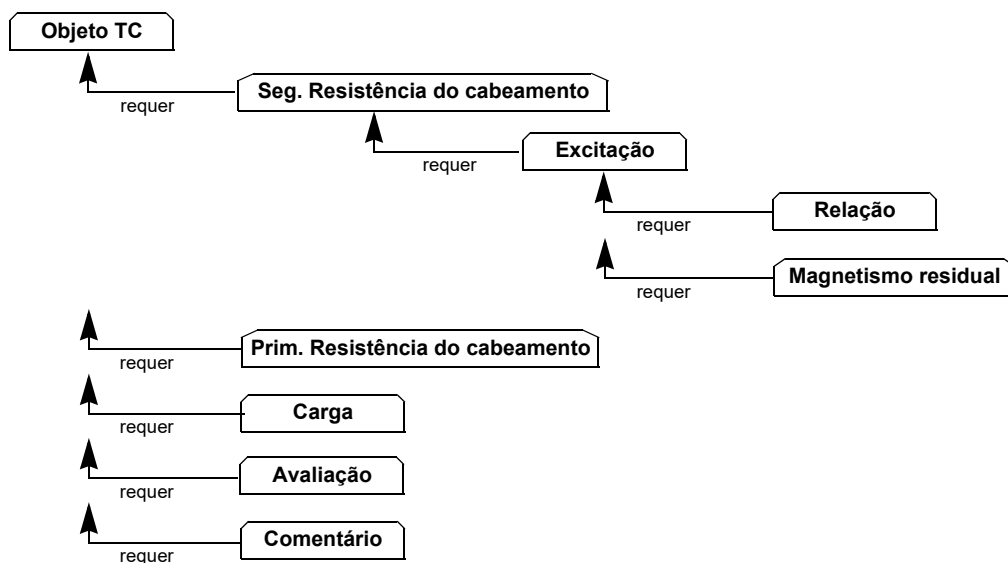 Objeto TC
requer
Seg. Resistência do cabeamento
requer
Excitação
requer
Relação
requer
Magnetismo residual
requer
Prim. Resistência do cabeamento
requer
Carga
requer
Avaliação
requer
Comentário
requer